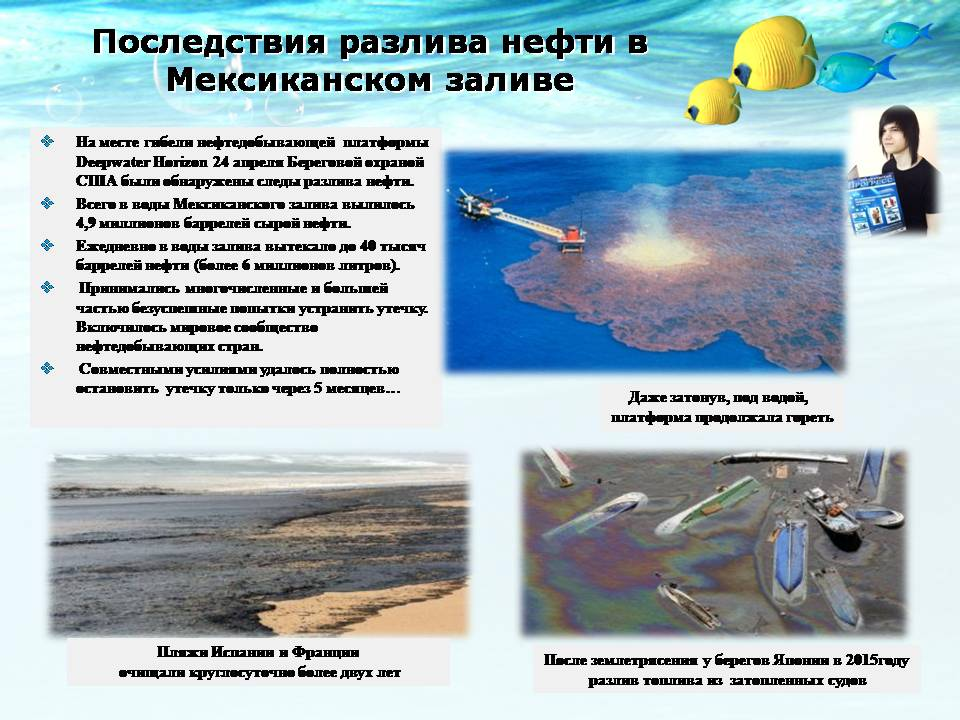 Последствия разлива нефти в
Мексиканском заливе
На месте гибели нефтедобывающей платформы
Deepwater Horizon 24 апреля Береговой охраной
США были обнаружены следы разлива нефти.
Всего в воды Мексиканского залива вылилось
4,9 миллионов баррелей сырой нефти.
Ежедневно в воды залива вытекало до 40 тысяч
баррелей нефти (более 6 миллионов литров).
Принимались многочисленные и большей
частью безуспешные попытки устранить утечку.
Включилось мировое сообщество
нефтедобывающих стран.
Совместными усилиями удалось полностью
остановить утечку только через 5 месяцев…
Прогресс
Даже затонув, под водой,
платформа продолжала гореть
Пляжи Испании и Франции
очищали круглосуточно более двух лет
После землетрясения у берегов Японии в 2015году
разлив топлива из затопленных судов